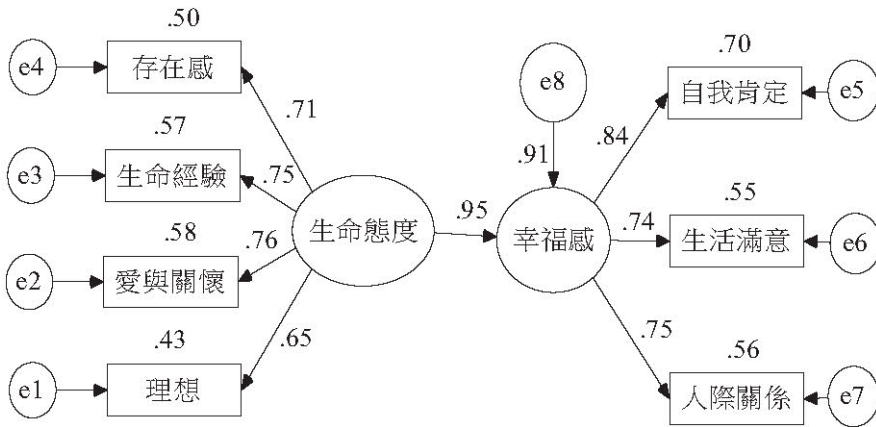 .50
e4
存在感
.71
.57
e3
生命經驗
.75
.58
e2
愛與關懷
.76
.43
e1
理想
.65
生命態度
.95
e8
.91
幸福感
.70
自我肯定
e5
.84
.55
生活滿意
e6
.74
.56
人際關係
e7
.75